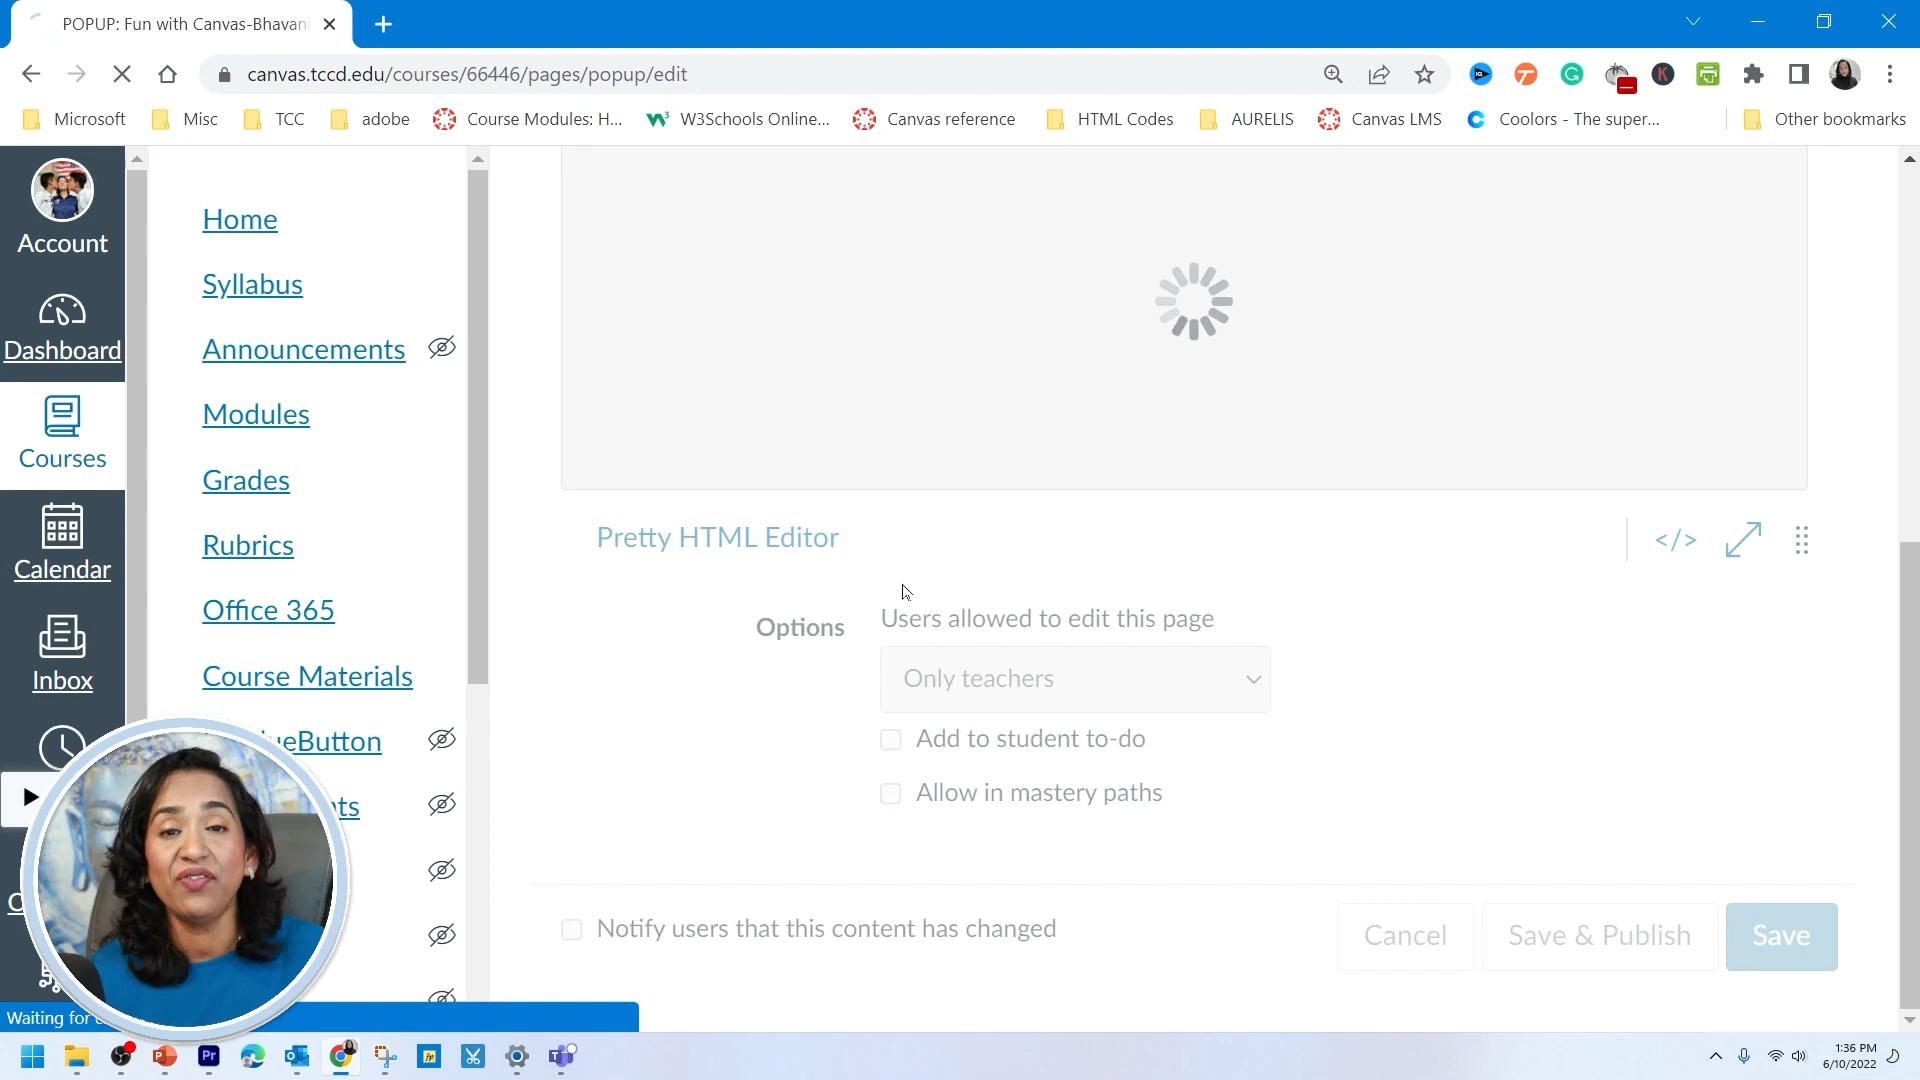 POPUP: Fun with Canvas-Bhavani
canvas.tccd.edu/courses/66446/pages/popup/edit
Microsoft
Misc
TCC
adobe
Course Modules: H...
W3Schools Online...
Canvas reference
HTML Codes
AURELIS
Canvas LMS
Coolors - The super...
Other bookmarks
Account
Dashboard
Courses
Calendar
Inbox
Home
Syllabus
Announcements
Modules
Grades
Rubrics
Office 365
Course Materials
ueButton
ts
Pretty HTML Editor
</>
Options
Users allowed to edit this page
Only teachers
Add to student to-do
Allow in mastery paths
Notify users that this content has changed
Cancel
Save & Publish
Save
Waiting for
1:36 PM
6/10/2022